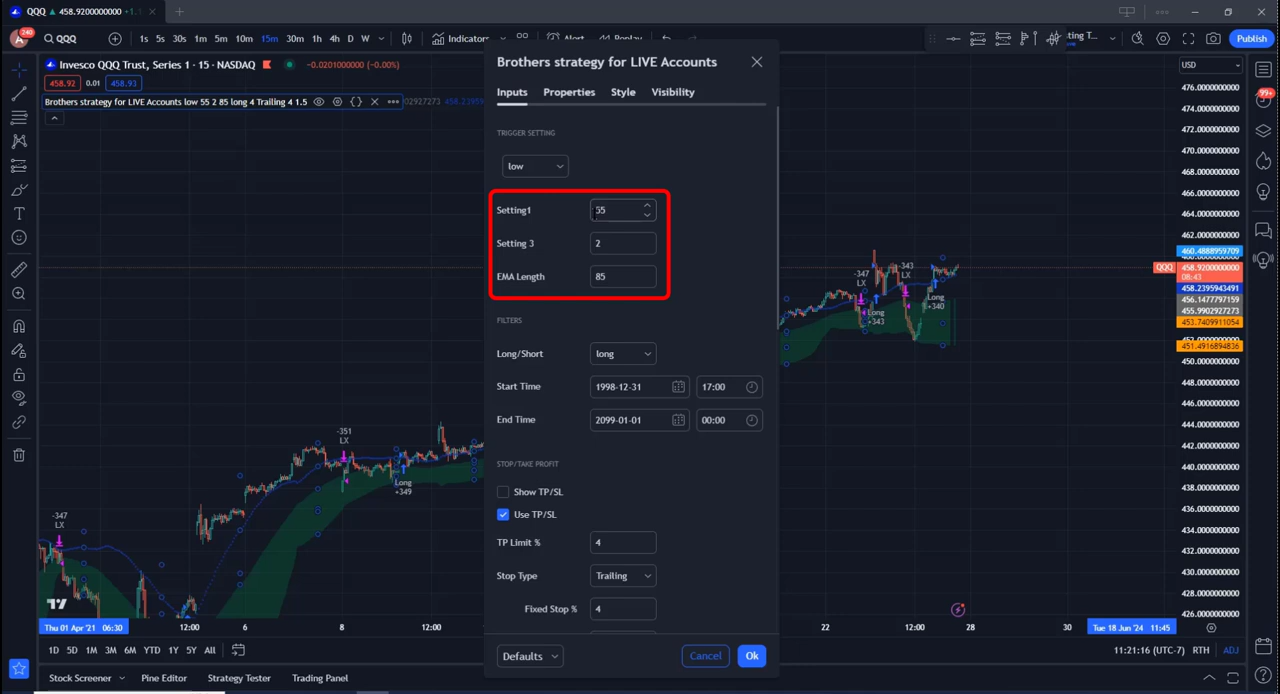 QQQ ▲ 458.9200000000 +1.1
240
QQQ
1s 5s 30s 1m 5m 10m 15m 30m 1h 4h D W
Indicators
Alert
Replay
Publish
Invesco QQQ Trust, Series 1 · 15 · NASDAQ
-0.0201000000 (-0.00%)
458.92 0.01 458.93
Brothers strategy for LIVE Accounts low 55 2 85 long 4 Trailing 4 1.5
Brothers strategy for LIVE Accounts
Inputs Properties Style Visibility
TRIGGER SETTING
low
Setting1 55
Setting 3 2
EMA Length 85
FILTERS
Long/Short long
Start Time 1998-12-31 17:00
End Time 2099-01-01 00:00
STOP/TAKE PROFIT
Show TP/SL
Use TP/SL
TP Limit % 4
Stop Type Trailing
Fixed Stop % 4
Defaults Cancel Ok
-347
LX
-351
LX
Long
+349
-347
LX
Long
+343
-343
LX
Long
+340
USD
476.0000000000
474.0000000000
472.0000000000
470.0000000000
468.0000000000
466.0000000000
464.0000000000
462.0000000000
460.4888959709
QQQ 458.9200000000
08:43
458.2395943491
456.1477797159
455.9902927273
453.7409911054
451.4916894836
450.0000000000
448.0000000000
446.0000000000
444.0000000000
442.0000000000
440.0000000000
438.0000000000
436.0000000000
434.0000000000
432.0000000000
430.0000000000
428.0000000000
426.0000000000
99+
Thu 01 Apr '21 06:30 12:00 6 8 12:00 22 12:00 28 30 Tue 18 Jun '24 11:45
1D 5D 1M 3M 6M YTD 1Y 5Y All
11:21:16 (UTC-7) RTH ADJ
Stock Screener Pine Editor Strategy Tester Trading Panel